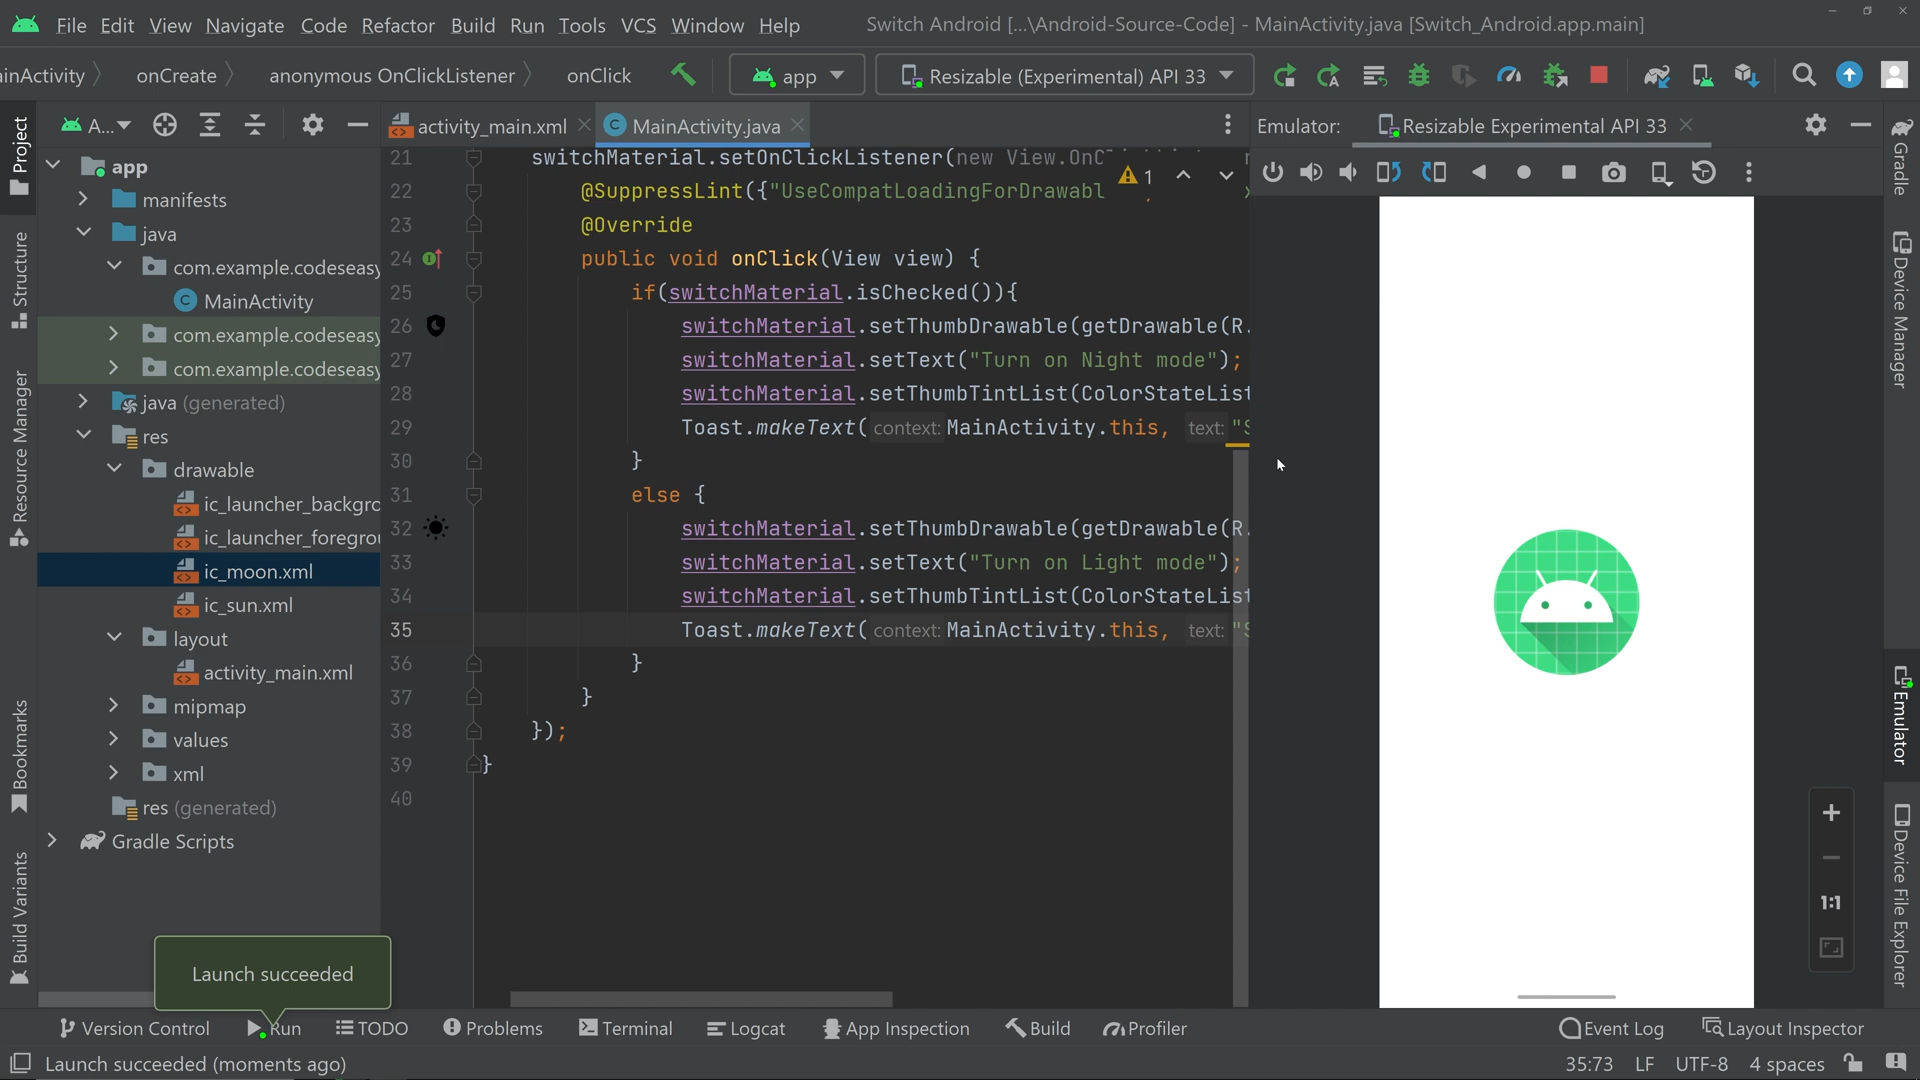 File Edit View Navigate Code Refactor Build Run Tools VCS Window Help Switch Android [...\Android-Source-Code] - MainActivity.java [Switch_Android.app.main]
ainActivity onCreate anonymous OnClickListener onClick app Resizable (Experimental) API 33
Project
Structure
Resource Manager
Bookmarks
Build Variants
A...
app
manifests
java
com.example.codeseasy
MainActivity
com.example.codeseasy
com.example.codeseasy
java (generated)
res
drawable
ic_launcher_backgro
ic_launcher_foregrou
ic_moon.xml
ic_sun.xml
layout
activity_main.xml
mipmap
values
xml
res (generated)
Gradle Scripts
activity_main.xml MainActivity.java
1
21 switchMaterial.setOnClickListener(new View.OnC
22 @SuppressLint({"UseCompatLoadingForDrawabl
23 @Override
24 public void onClick(View view) {
25 if(switchMaterial.isChecked()){
26 switchMaterial.setThumbDrawable(getDrawable(R.
27 switchMaterial.setText("Turn on Night mode");
28 switchMaterial.setThumbTintList(ColorStateList
29 Toast.makeText( context: MainActivity.this, text: "S
30 }
31 else {
32 switchMaterial.setThumbDrawable(getDrawable(R.
33 switchMaterial.setText("Turn on Light mode");
34 switchMaterial.setThumbTintList(ColorStateList
35 Toast.makeText( context: MainActivity.this, text: "S
36 }
37 }
38 });
39 }
40
Emulator: Resizable Experimental API 33
1:1
Gradle
Device Manager
Emulator
Device File Explorer
Launch succeeded
Version Control Run TODO Problems Terminal Logcat App Inspection Build Profiler Event Log Layout Inspector
Launch succeeded (moments ago) 35:73 LF UTF-8 4 spaces